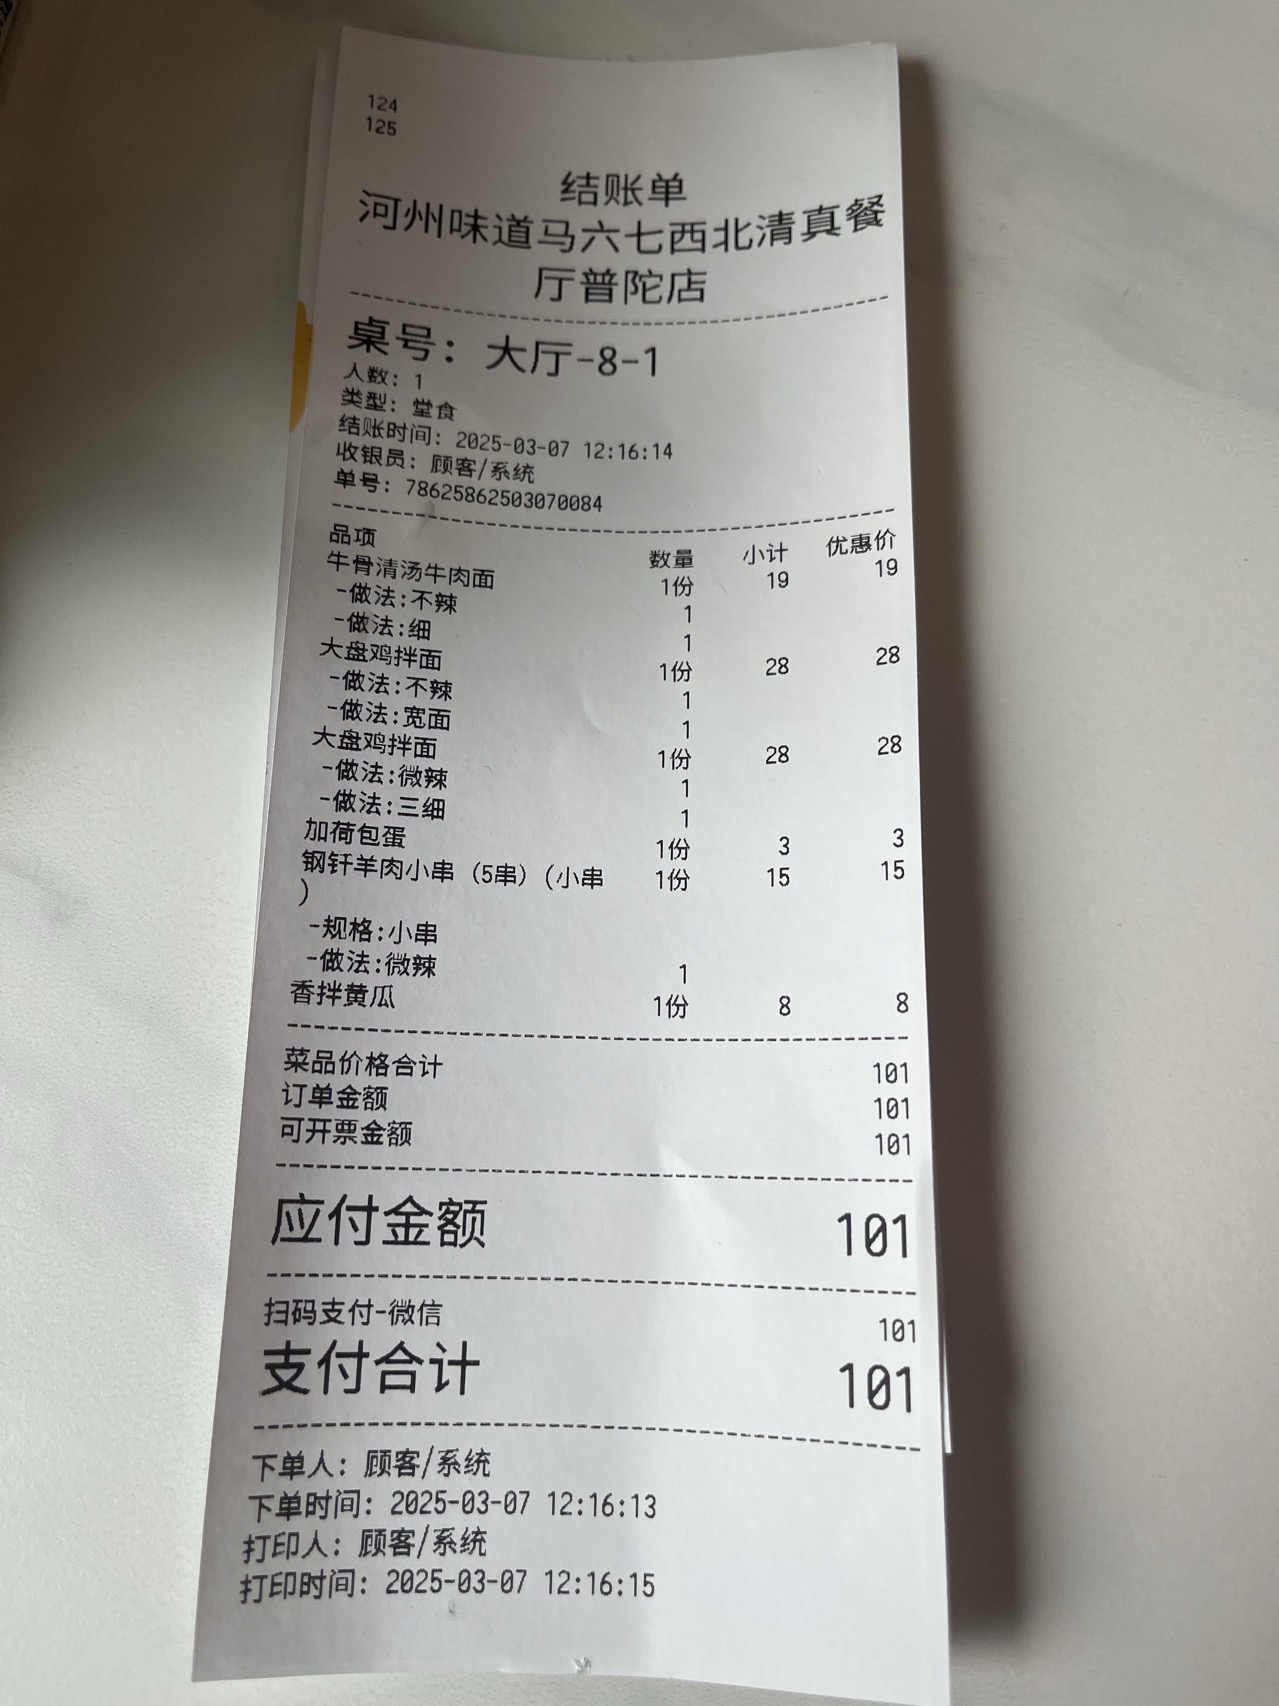 124
125
结账单
河州味道马六七西北清真餐
厅普陀店
桌号：大厅-8-1
人数：1
类型：堂食
结账时间：2025-03-07 12:16:14
收银员：顾客/系统
单号：78625862503070084
品项 数量 小计 优惠价
牛骨清汤牛肉面 1份 19 19
-做法:不辣 1
-做法:细 1
大盘鸡拌面 1份 28 28
-做法:不辣 1
-做法:宽面 1
大盘鸡拌面 1份 28 28
-做法:微辣 1
-做法:三细 1
加荷包蛋 1份 3 3
钢钎羊肉小串（5串）(小串 1份 15 15
)
-规格:小串
-做法:微辣 1
香拌黄瓜 1份 8 8
菜品价格合计 101
订单金额 101
可开票金额 101
应付金额 101
扫码支付-微信 101
支付合计 101
下单人：顾客/系统
下单时间：2025-03-07 12:16:13
打印人：顾客/系统
打印时间：2025-03-07 12:16:15